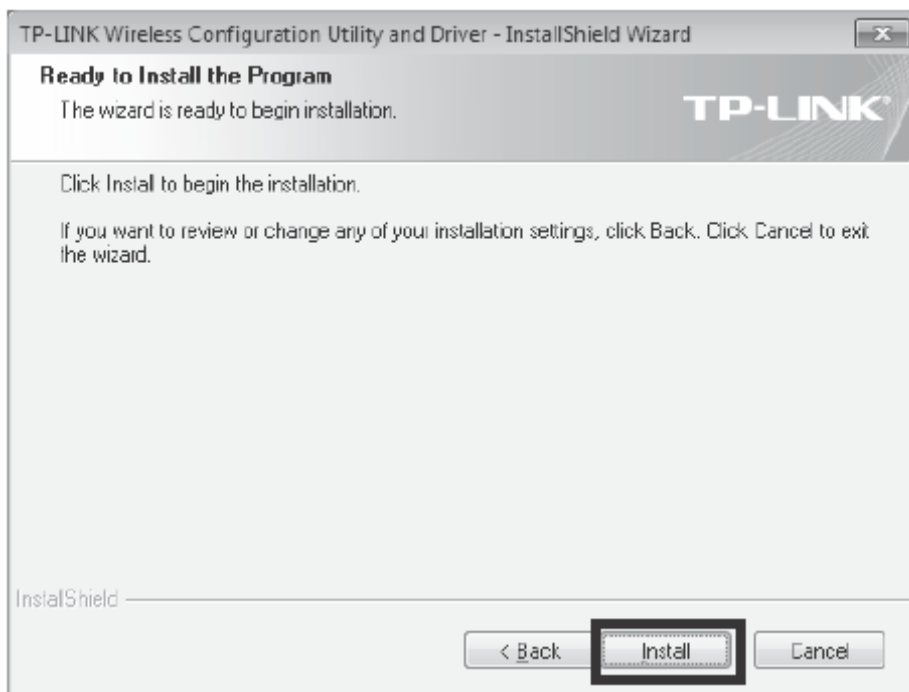 TP-LINK Wireless Configuration Utility and Driver - InstallShield Wizard
Ready to Install the Program
The wizard is ready to begin installation.
TP-LINK®
Click Install to begin the installation.
If you want to review or change any of your installation settings, click Back. Click Cancel to exit
the wizard.
InstallShield
< Back Install Cancel